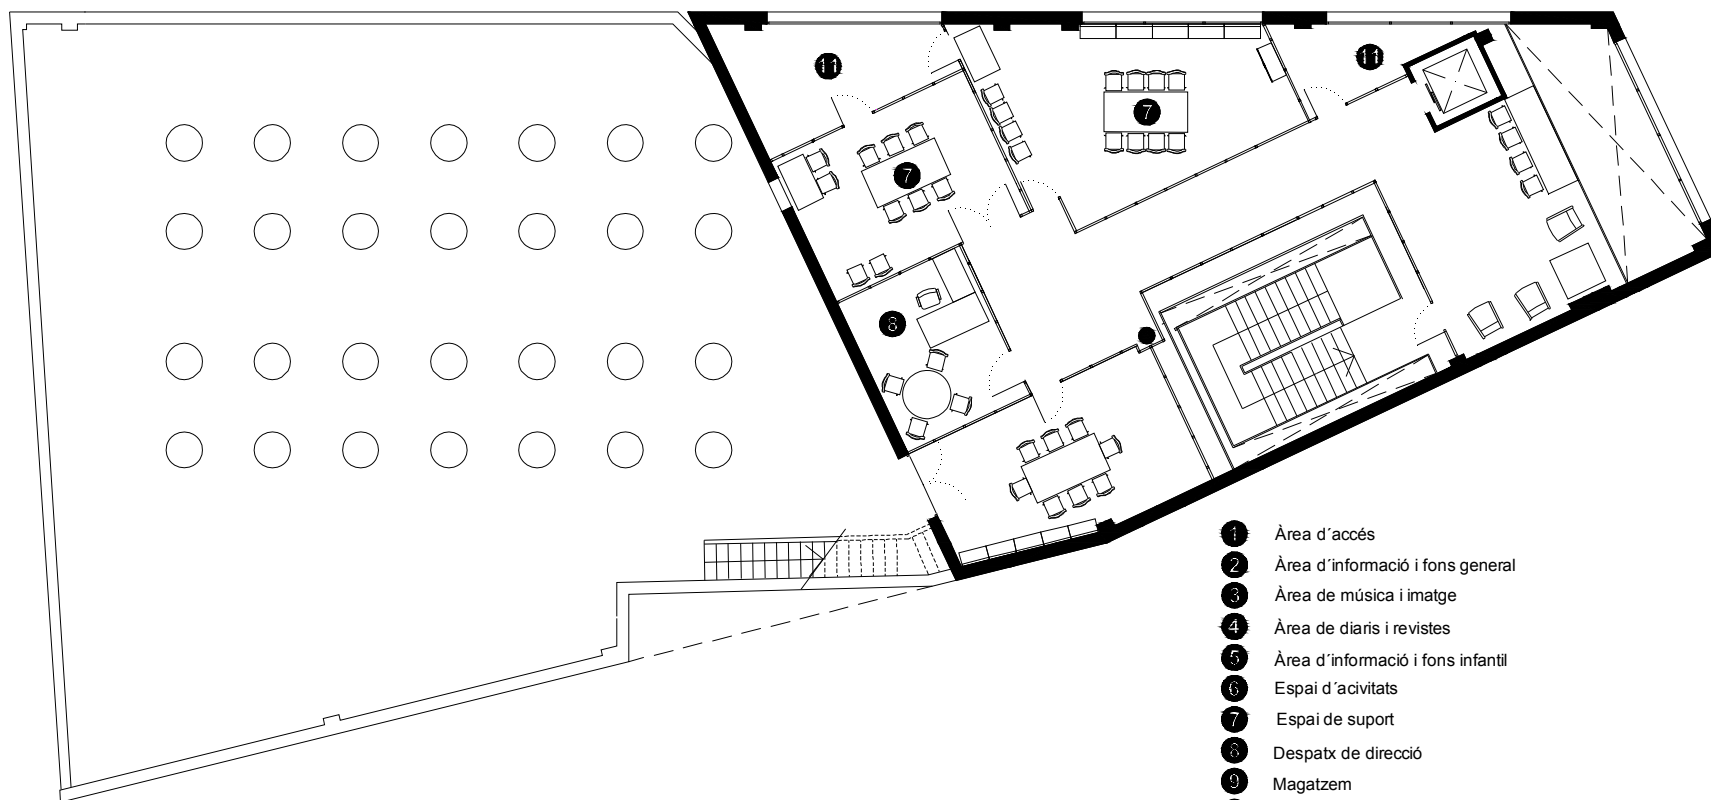 11
11
7
7
8
1 Àrea d´accés
2 Àrea d´informació i fons general
3 Àrea de música i imatge
4 Àrea de diaris i revistes
5 Àrea d´informació i fons infantil
6 Espai d´acivitats
7 Espai de suport
8 Despatx de direcció
9 Magatzem